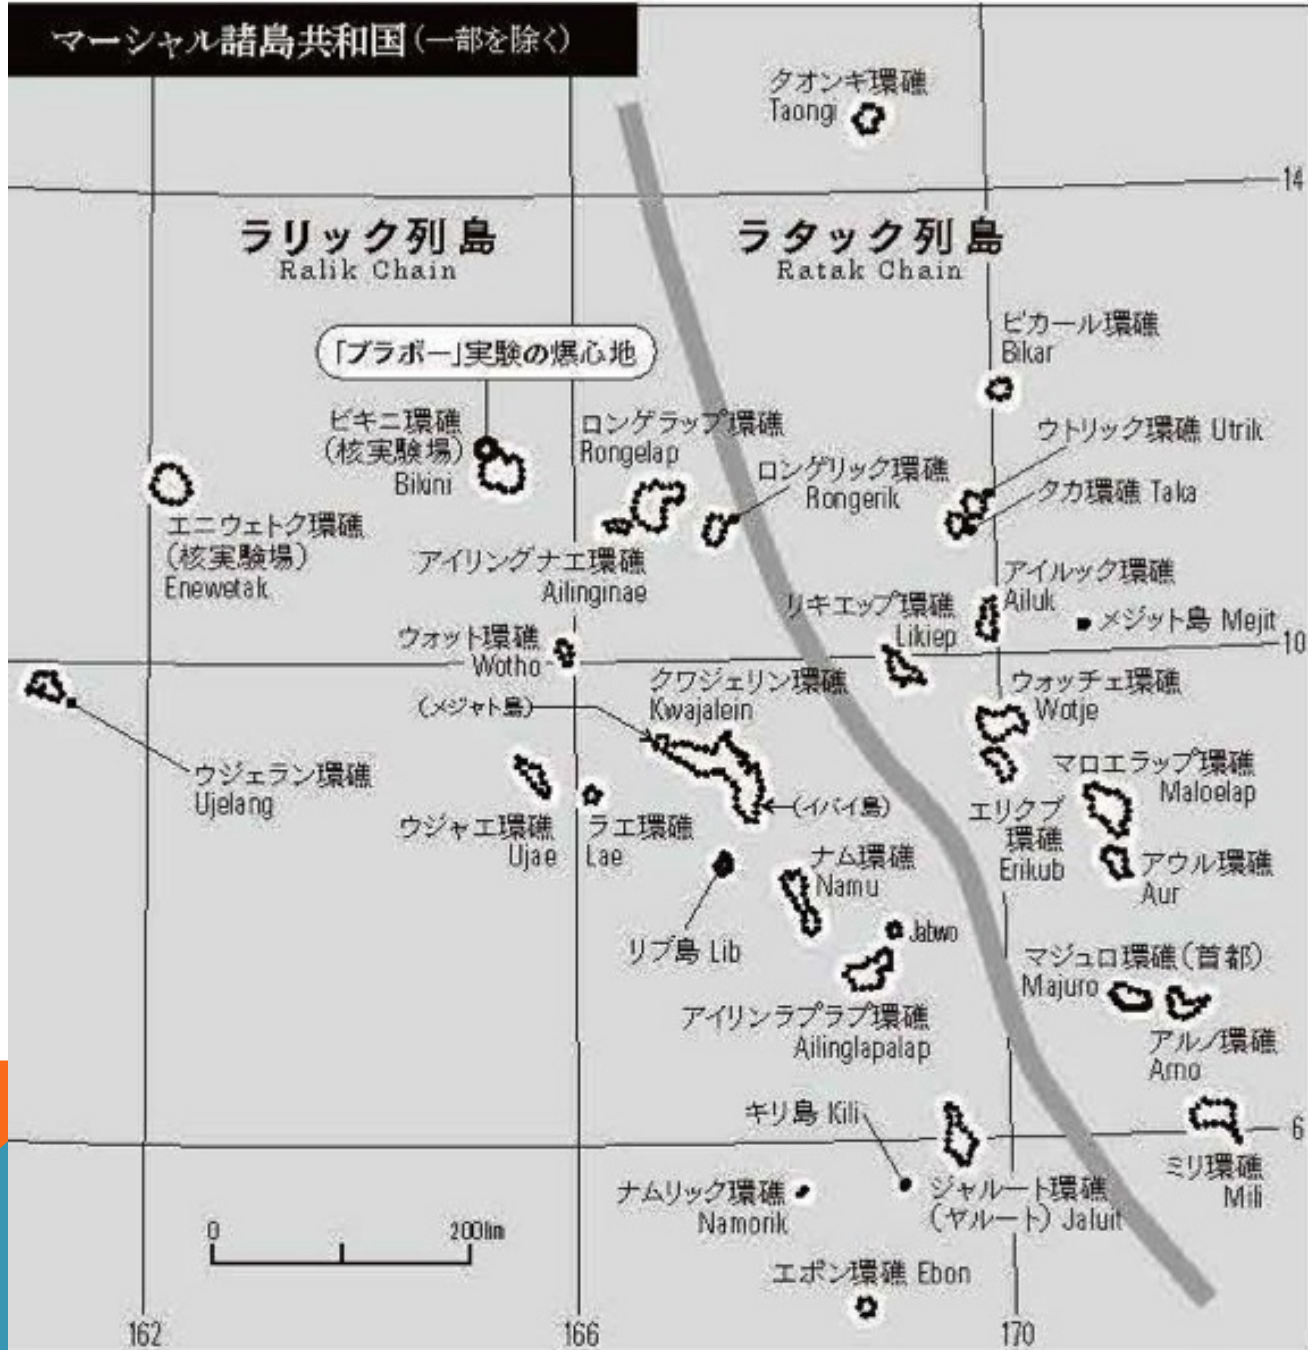 マーシャル諸島共和国（一部を除く）
タオンギ環礁
Taongi
14
ラリック列島
Ralik Chain
ラタック列島
Ratak Chain
ビカール環礁
Bikar
「ブラボー」実験の爆心地
ビキニ環礁
（核実験場）
Bikini
ロンゲラップ環礁
Rongelap
ウトリック環礁 Utrik
ロンゲリック環礁
Rongerik
タカ環礁 Taka
エニウェトク環礁
（核実験場）
Enewetak
アイリングナエ環礁
Ailinginae
アイルック環礁
Ailuk
リキエップ環礁
Likiep
メジット島 Mejit
10
ウォット環礁
Wotho
クワジェリン環礁
Kwajalein
ウォッチェ環礁
Wotje
（メジャト島）
ウジェラン環礁
Ujelang
マロエラップ環礁
Maloelap
（イバイ島）
エリクブ
環礁
Erikub
ウジャエ環礁
Ujae
ラエ環礁
Lae
ナム環礁
Namu
アウル環礁
Aur
リブ島 Lib
Jabwo
マジュロ環礁（首都）
Majuro
アイリンラプラプ環礁
Ailinglapalap
アルノ環礁
Arno
キリ島 Kili
6
ミリ環礁
Mili
ナムリック環礁
Namorik
ジャルート環礁
（ヤルート） Jaluit
0 200km
エボン環礁 Ebon
162 166 170